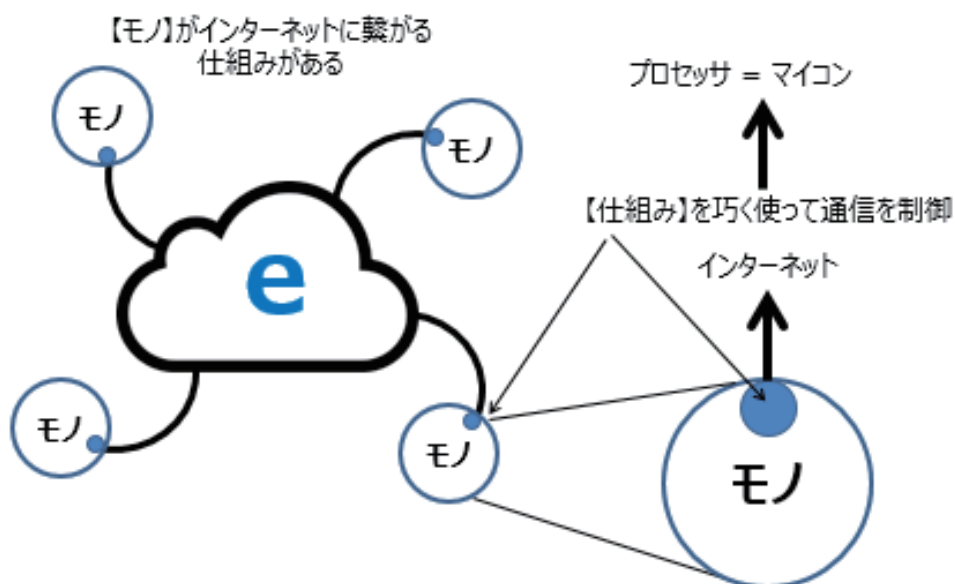 【モノ】がインターネットに繋がる
仕組みがある
プロセッサ = マイコン
モノ
モノ
【仕組み】を巧く使って通信を制御
インターネット
e
モノ
モノ
モノ